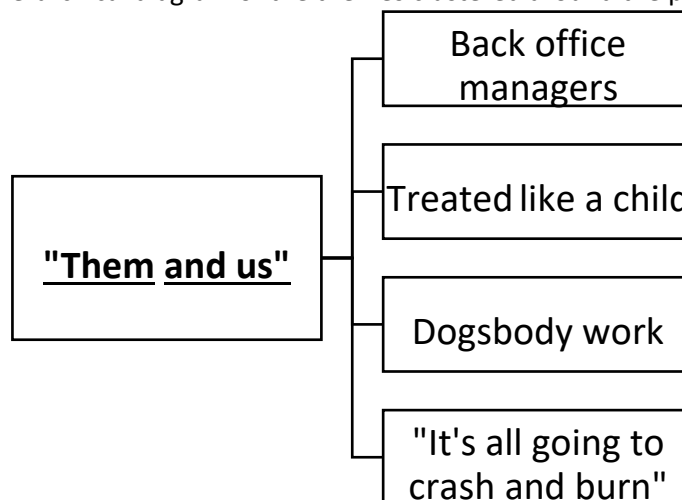 Back office
managers
Treated like a child
"Them and us"
Dogsbody work
"It's all going to
crash and burn"